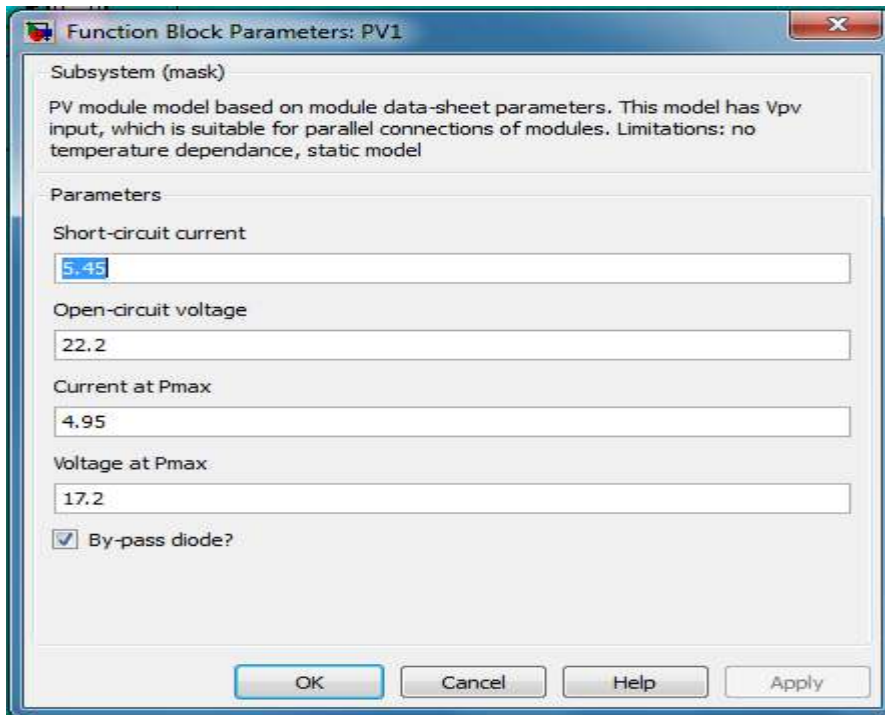 Function Block Parameters: PV1
Subsystem (mask)
PV module model based on module data-sheet parameters. This model has Vpv
input, which is suitable for parallel connections of modules. Limitations: no
temperature dependance, static model
Parameters
Short-circuit current
5.45
Open-circuit voltage
22.2
Current at Pmax
4.95
Voltage at Pmax
17.2
By-pass diode?
OK Cancel Help Apply